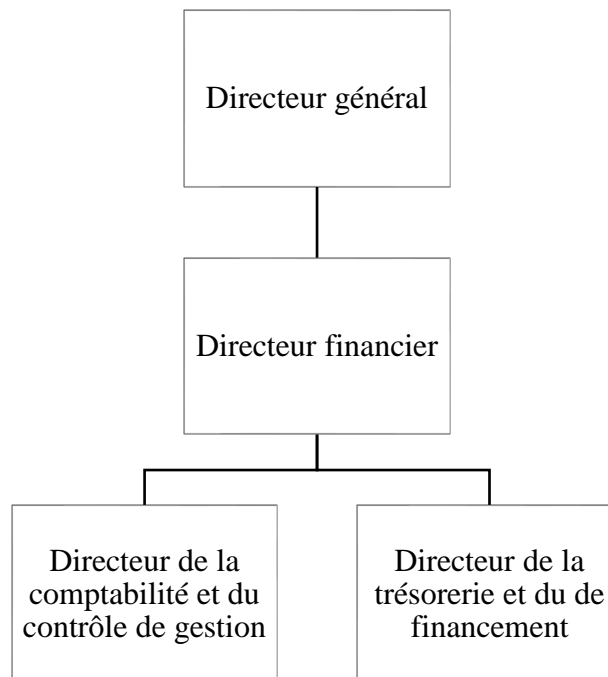 Directeur général
Directeur financier
Directeur de la
comptabilité et du
contrôle de gestion
Directeur de la
trésorerie et du de
financement